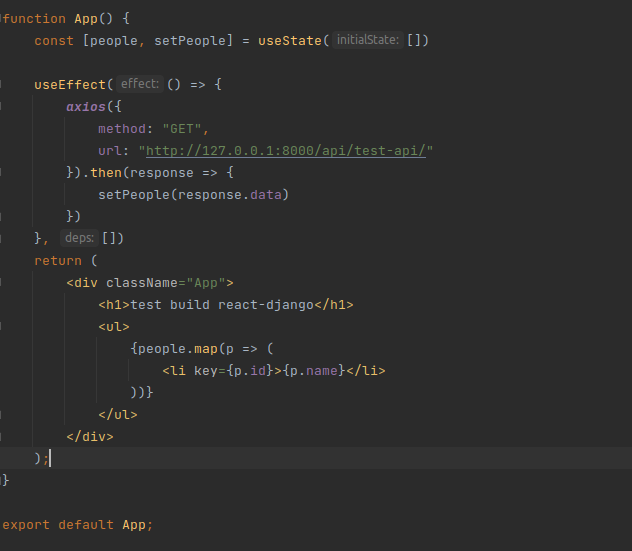 function App() {
    const [people, setPeople] = useState( initialState: [])

    useEffect( effect: () => {
        axios({
            method: "GET",
            url: "http://127.0.0.1:8000/api/test-api/"
        }).then(response => {
            setPeople(response.data)
        })
    }, deps: [])
    return (
        <div className="App">
            <h1>test build react-django</h1>
            <ul>
                {people.map(p => (
                    <li key={p.id}>{p.name}</li>
                ))}
            </ul>
        </div>
    );
}

export default App;